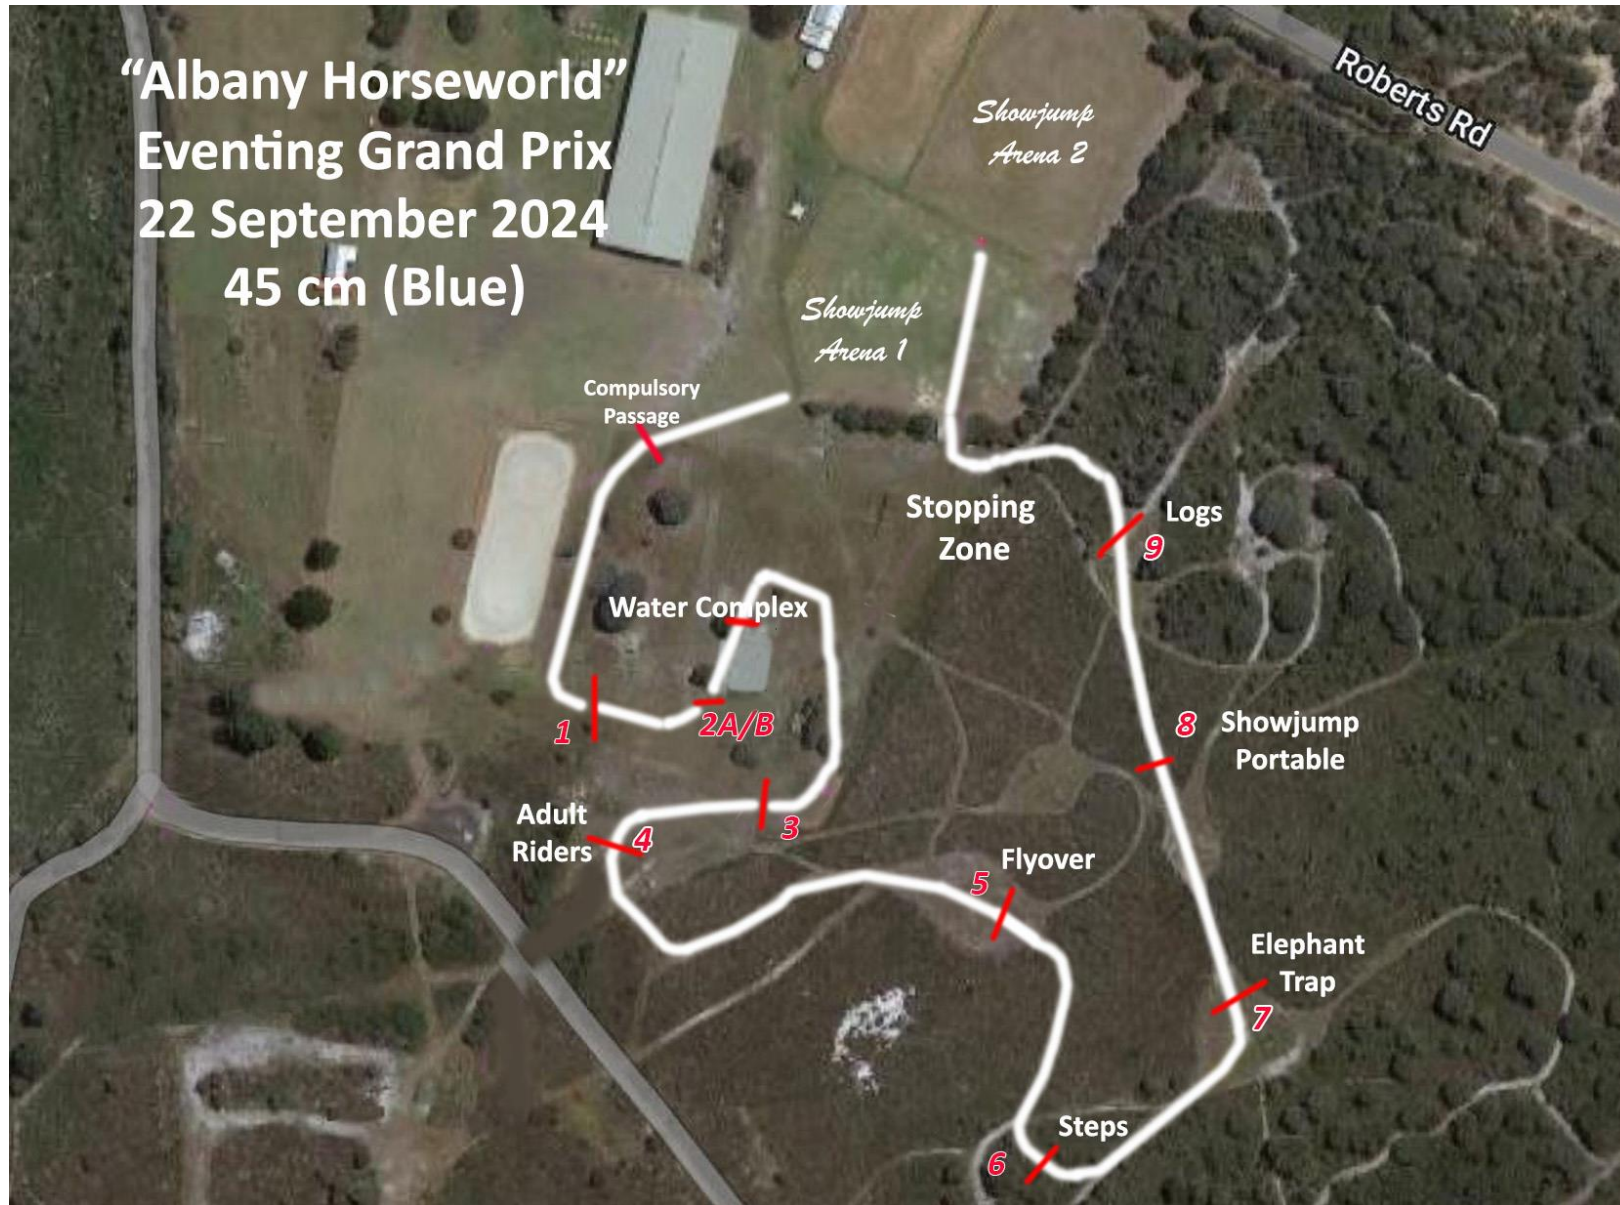 “Albany Horseworld”
Eventing Grand Prix
22 September 2024
45 cm (Blue)
Roberts Rd
Showjump
Arena 2
Showjump
Arena 1
Compulsory
Passage
Stopping
Zone
Logs
9
Water Complex
1
2A/B
8
Showjump
Portable
Adult
Riders
4
3
5
Flyover
Elephant
Trap
7
Steps
6